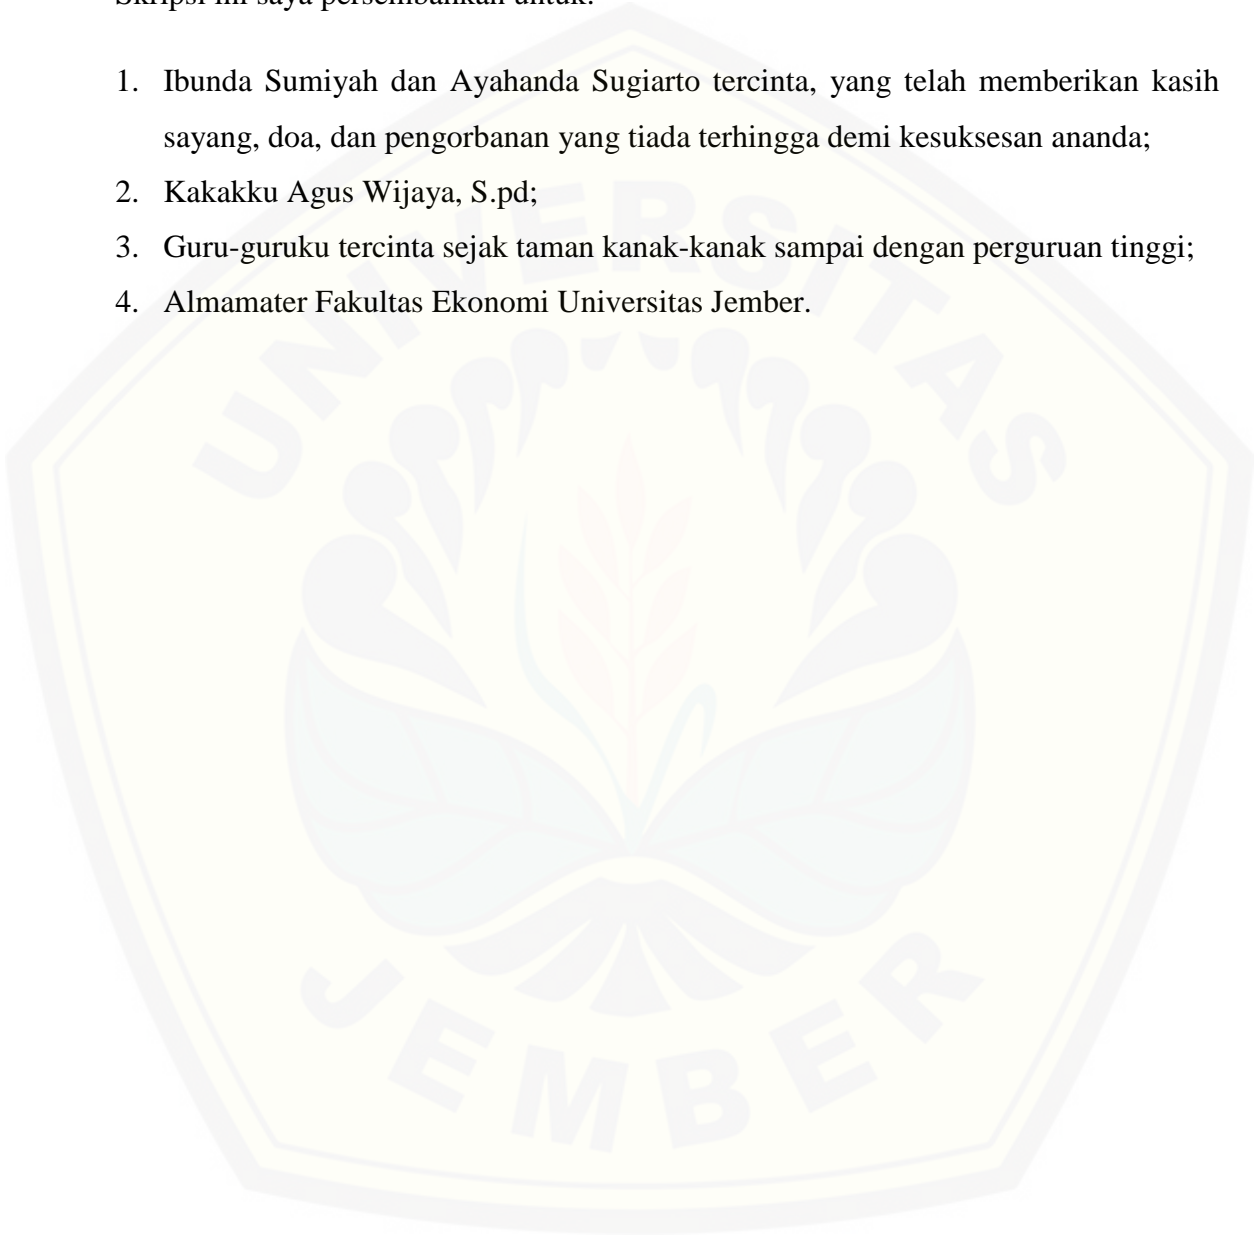 Skripsi ini saya persembahkan untuk:
1. Ibunda Sumiyah dan Ayahanda Sugiarto tercinta, yang telah memberikan kasih
sayang, doa, dan pengorbanan yang tiada terhingga demi kesuksesan ananda;
2. Kakakku Agus Wijaya, S.pd;
3. Guru-guruku tercinta sejak taman kanak-kanak sampai dengan perguruan tinggi;
4. Almamater Fakultas Ekonomi Universitas Jember.
UNIVERSITAS
JEMBER